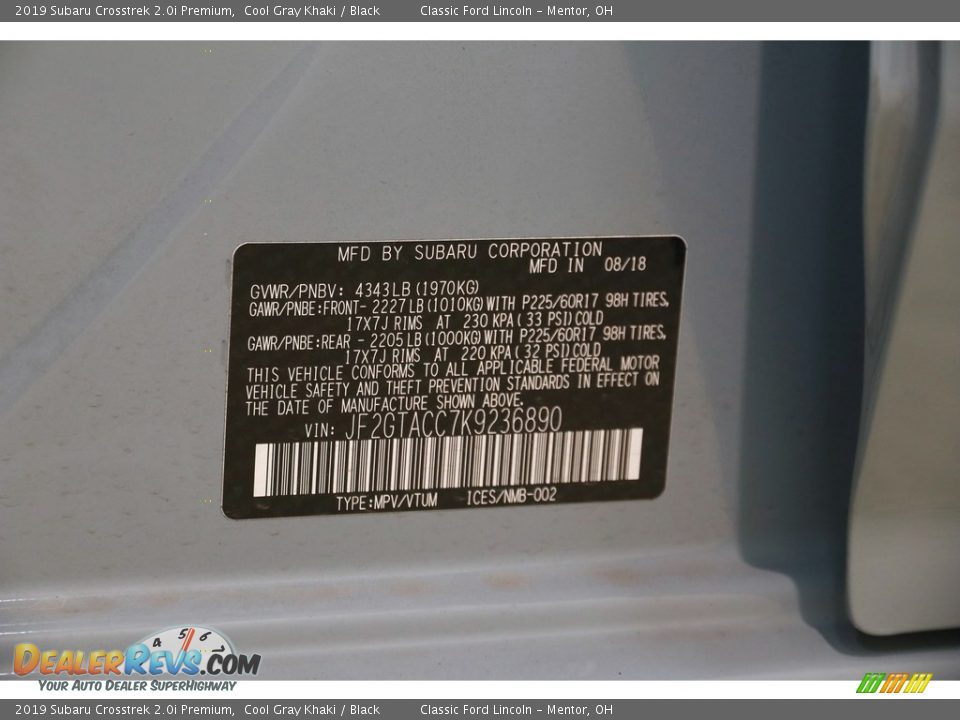 2019 Subaru Crosstrek 2.0i Premium, Cool Gray Khaki / Black Classic Ford Lincoln - Mentor, OH
MFD BY SUBARU CORPORATION
MFD IN 08/18
GVWR/PNBV: 4343LB(1970KG)
GAWR/PNBE:FRONT- 2227LB(1010KG)WITH P225/60R17 98H TIRES,
17X7J RIMS AT 230 KPA(33 PSI)COLD
GAWR/PNBE:REAR - 2205LB(1000KG)WITH P225/60R17 98H TIRES,
17X7J RIMS AT 220 KPA(32 PSI)COLD
THIS VEHICLE CONFORMS TO ALL APPLICABLE FEDERAL MOTOR
VEHICLE SAFETY AND THEFT PREVENTION STANDARDS IN EFFECT ON
THE DATE OF MANUFACTURE SHOWN ABOVE.
VIN: JF2GTACC7K9236890
TYPE:MPV/VTUM ICES/NMB-002
4 5 6
DEALERREVS.COM
YOUR AUTO DEALER SUPERHIGHWAY
2019 Subaru Crosstrek 2.0i Premium, Cool Gray Khaki / Black Classic Ford Lincoln - Mentor, OH